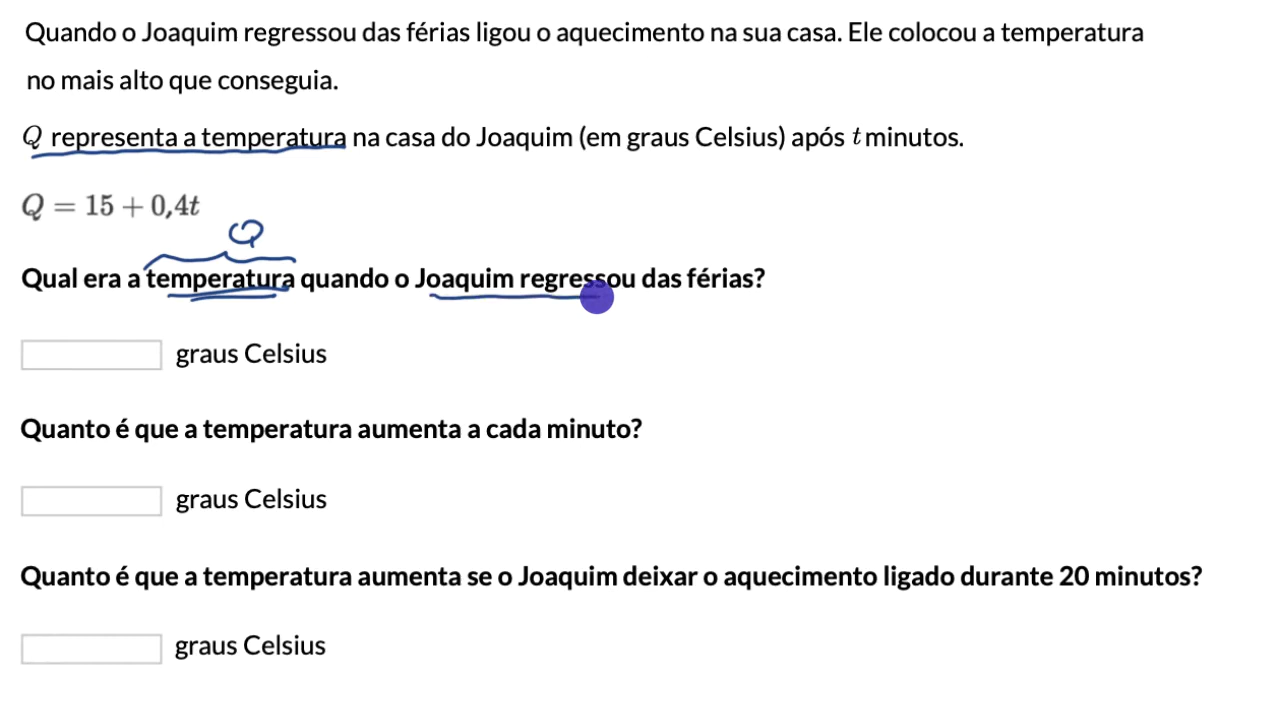 Quando o Joaquim regressou das férias ligou o aquecimento na sua casa. Ele colocou a temperatura
no mais alto que conseguia.
Q representa a temperatura na casa do Joaquim (em graus Celsius) após t minutos.
Q = 15 + 0,4t
Q
Qual era a temperatura quando o Joaquim regressou das férias?
graus Celsius
Quanto é que a temperatura aumenta a cada minuto?
graus Celsius
Quanto é que a temperatura aumenta se o Joaquim deixar o aquecimento ligado durante 20 minutos?
graus Celsius